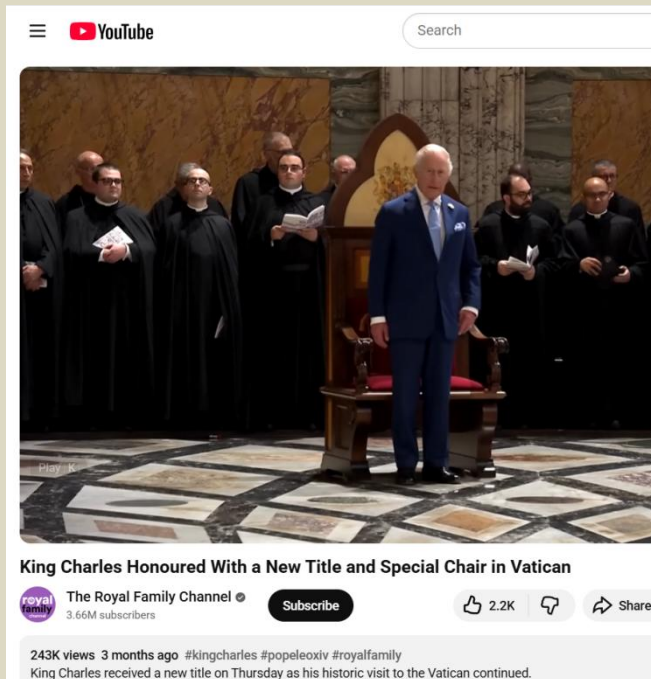 YouTube
Search
Play K
King Charles Honoured With a New Title and Special Chair in Vatican
royal
family
channel
The Royal Family Channel
3.66M subscribers
Subscribe
2.2K
Share
243K views 3 months ago #kingcharles #popeleoxiv #royalfamily
King Charles received a new title on Thursday as his historic visit to the Vatican continued.